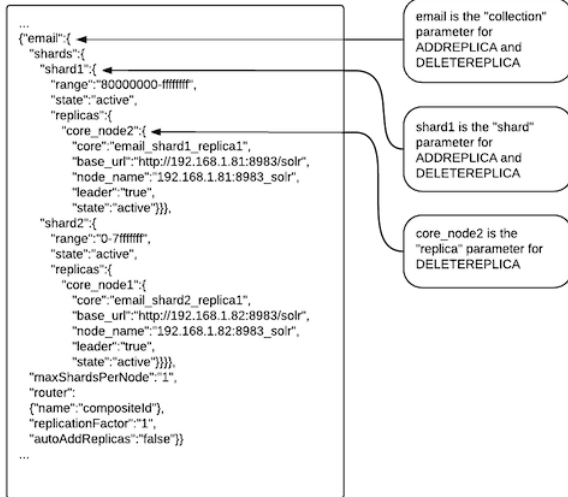 ...
{"email":{
"shards":{
"shard1":{
"range":"80000000-ffffffff",
"state":"active",
"replicas":{
"core_node2":{
"core":"email_shard1_replica1",
"base_url":"http://192.168.1.81:8983/solr",
"node_name":"192.168.1.81:8983_solr",
"leader":"true",
"state":"active"}}},
"shard2":{
"range":"0-7fffffff",
"state":"active",
"replicas":{
"core_node1":{
"core":"email_shard2_replica1",
"base_url":"http://192.168.1.82:8983/solr",
"node_name":"192.168.1.82:8983_solr",
"leader":"true",
"state":"active"}}}},
"maxShardsPerNode":"1",
"router":
{"name":"compositeId"},
"replicationFactor":"1",
"autoAddReplicas":"false"}}
...
email is the "collection"
parameter for
ADDREPLICA and
DELETEREPLICA
shard1 is the "shard"
parameter for
ADDREPLICA and
DELETEREPLICA
core_node2 is the
"replica" parameter for
DELETEREPLICA